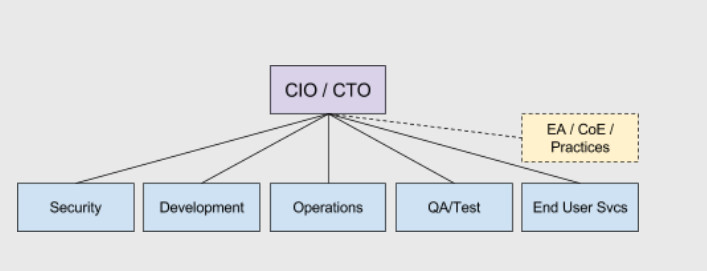 CIO / CTO
EA / CoE /
Practices
Security
Development
Operations
QA/Test
End User Svcs